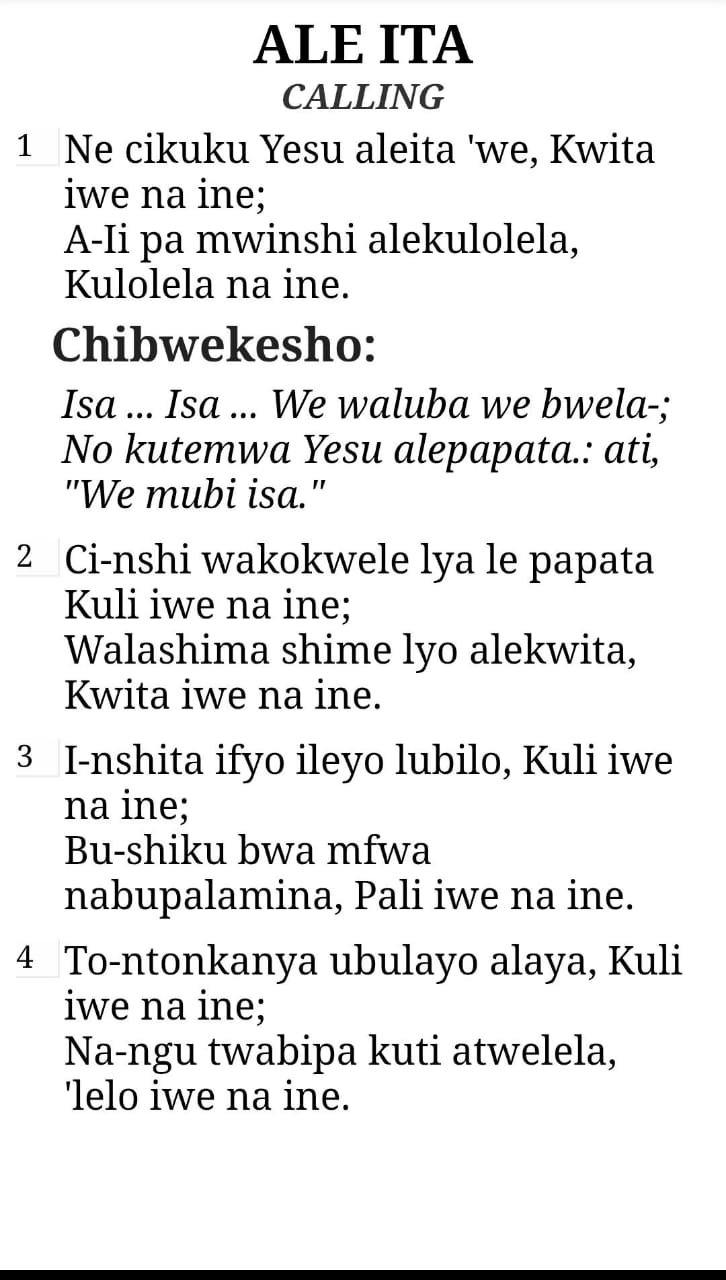 ALE ITA
CALLING
1 Ne cikuku Yesu aleita 'we, Kwita
iwe na ine;
A-Ii pa mwinshi alekulolela,
Kulolela na ine.
Chibwekesho:
Isa ... Isa ... We waluba we bwela-;
No kutemwa Yesu alepapata.: ati,
"We mubi isa."
2 Ci-nshi wakokwele lya le papata
Kuli iwe na ine;
Walashima shime lyo alekwita,
Kwita iwe na ine.
3 I-nshita ifyo ileyo lubilo, Kuli iwe
na ine;
Bu-shiku bwa mfwa
nabupalamina, Pali iwe na ine.
4 To-ntonkanya ubulayo alaya, Kuli
iwe na ine;
Na-ngu twabipa kuti atwelela,
'lelo iwe na ine.